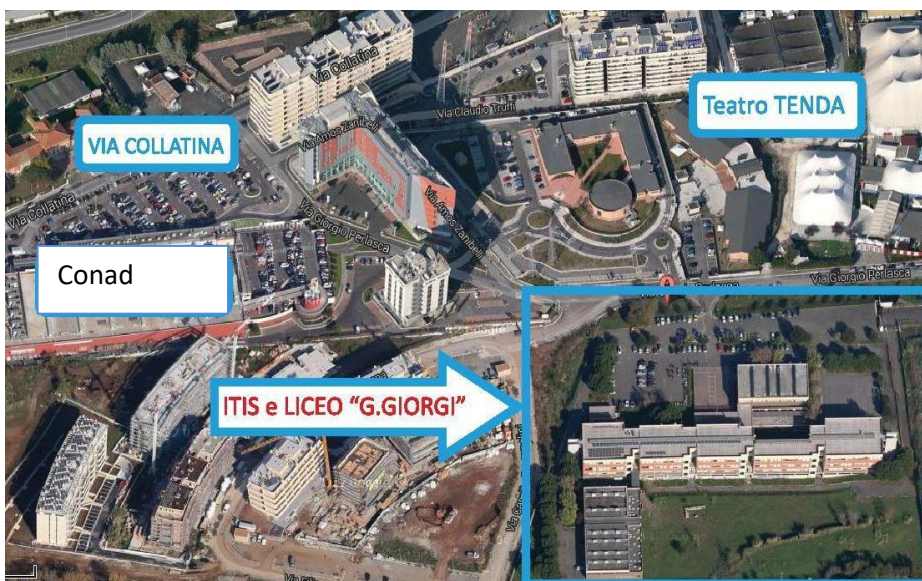 Via Collatina
Via Claudio Truffi
Teatro TENDA
Via Amos Zanibelli
VIA COLLATINA
Via Collatina
Via Giorgio Perlasca
Via Amos Zanibelli
Conad
A
Via Giorgio Perlasca
ITIS e LICEO "G.GIORGI"